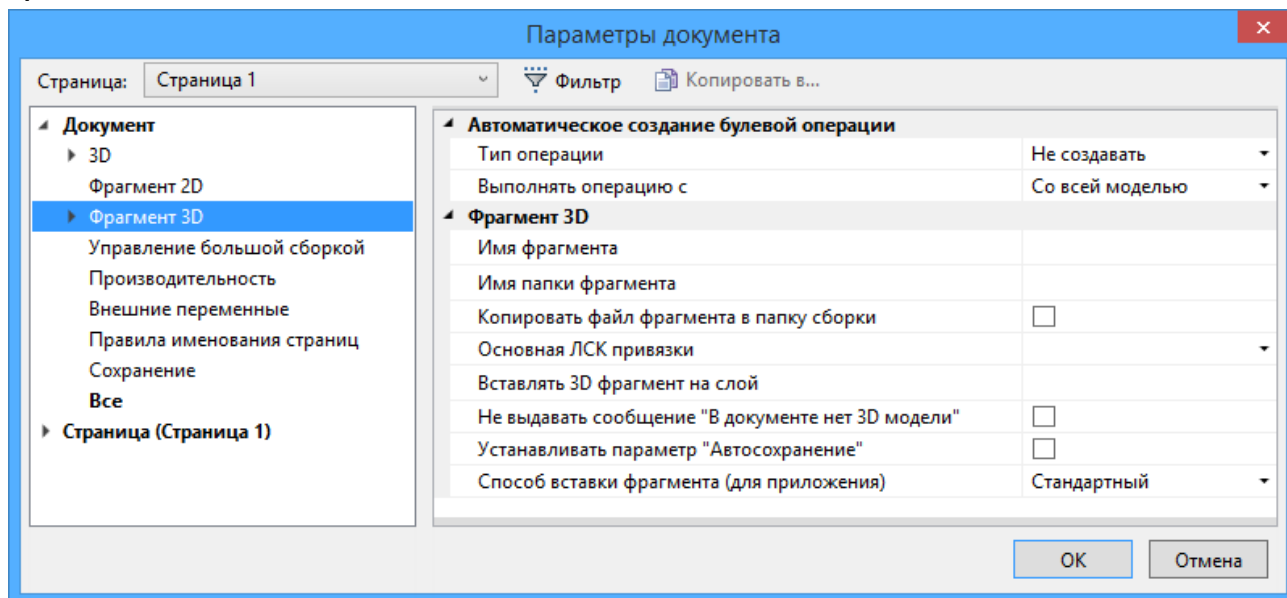 Параметры документа
Страница: Страница 1 Фильтр Копировать в...
Документ
3D
Фрагмент 2D
Фрагмент 3D
Управление большой сборкой
Производительность
Внешние переменные
Правила именования страниц
Сохранение
Все
Страница (Страница 1)
Автоматическое создание булевой операции
Тип операции Не создавать
Выполнять операцию с Со всей моделью
Фрагмент 3D
Имя фрагмента
Имя папки фрагмента
Копировать файл фрагмента в папку сборки
Основная ЛСК привязки
Вставлять 3D фрагмент на слой
Не выдавать сообщение "В документе нет 3D модели"
Устанавливать параметр "Автосохранение"
Способ вставки фрагмента (для приложения) Стандартный
ОК Отмена